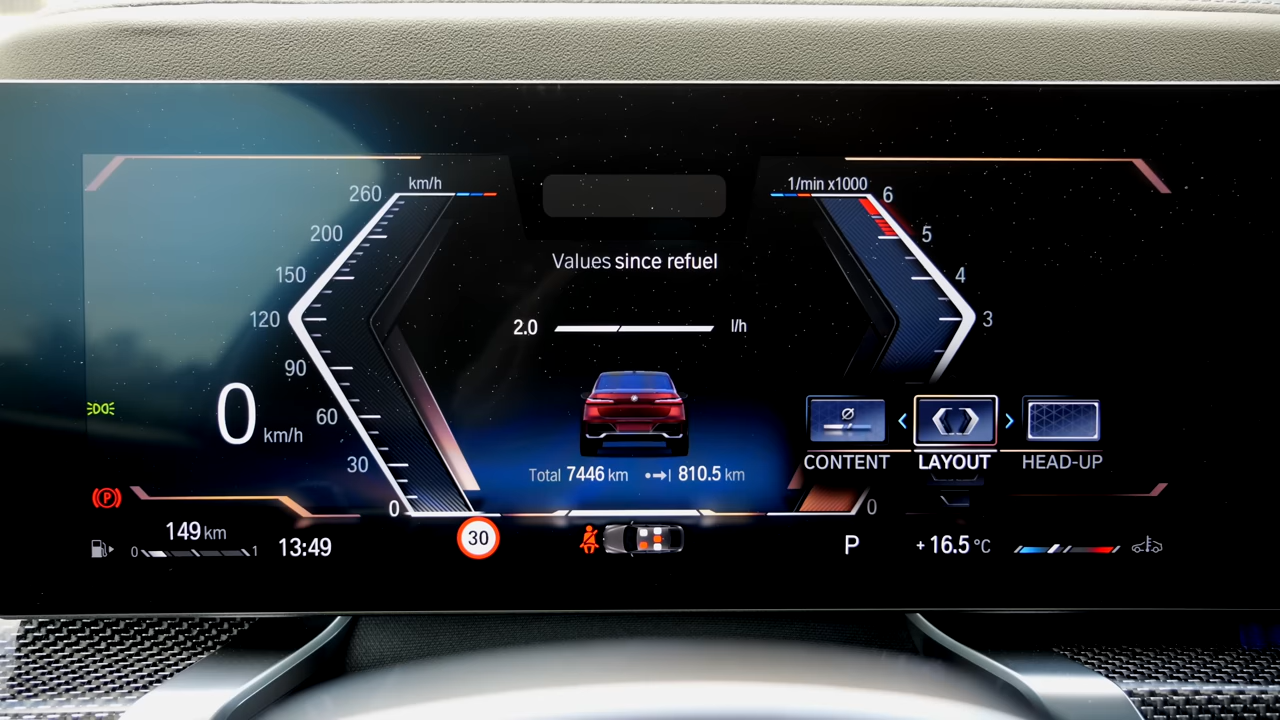 km/h
260
200
150
120
90
60
30
0
0
km/h
1/min x1000
6
5
4
3
0
Values since refuel
2.0 l/h
Total 7446 km 810.5 km
CONTENT LAYOUT HEAD-UP
P
149 km
0 1
13:49
30
P
+16.5 °C